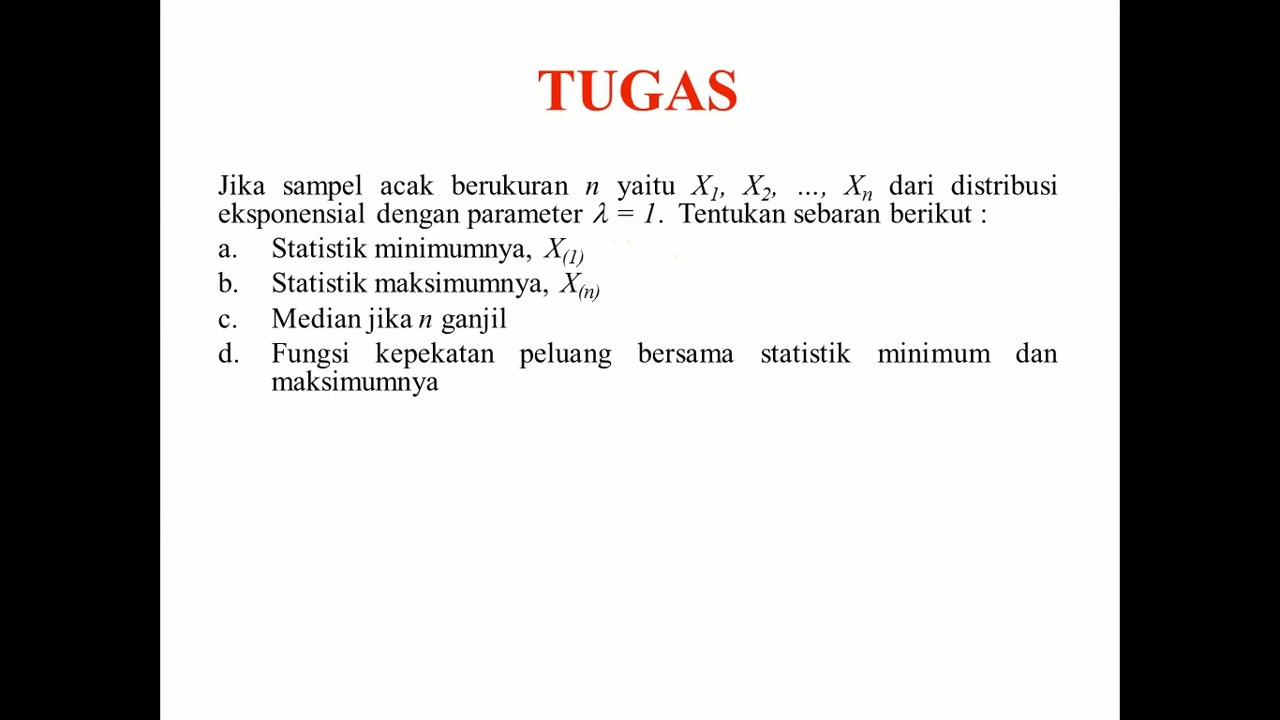 TUGAS
Jika sampel acak berukuran n yaitu X1, X2, ..., Xn dari distribusi
eksponensial dengan parameter λ = 1. Tentukan sebaran berikut :
a. Statistik minimumnya, X(1)
b. Statistik maksimumnya, X(n)
c. Median jika n ganjil
d. Fungsi kepekatan peluang bersama statistik minimum dan
maksimumnya